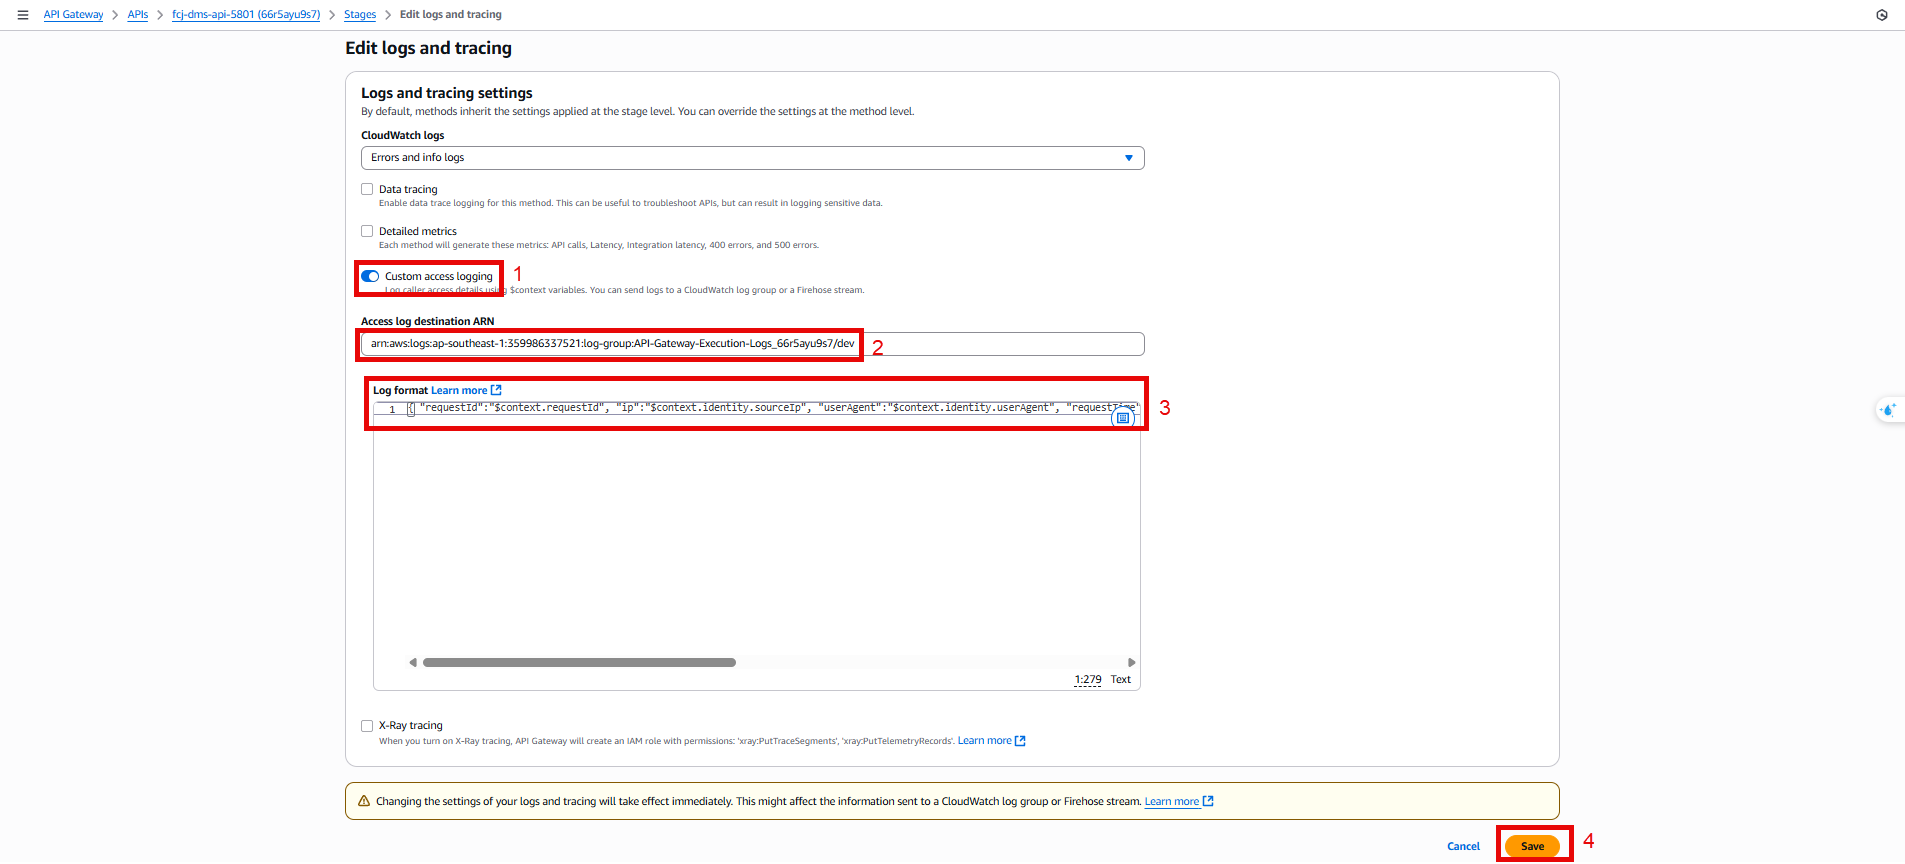 API Gateway > APIs > fcj-dms-api-5801 (66r5ayu9s7) > Stages > Edit logs and tracing
Edit logs and tracing
Logs and tracing settings
By default, methods inherit the settings applied at the stage level. You can override the settings at the method level.
CloudWatch logs
Errors and info logs
Data tracing
Enable data trace logging for this method. This can be useful to troubleshoot APIs, but can result in logging sensitive data.
Detailed metrics
Each method will generate these metrics: API calls, Latency, Integration latency, 400 errors, and 500 errors.
Custom access logging 1
Log caller access details using $context variables. You can send logs to a CloudWatch log group or a Firehose stream.
Access log destination ARN
arn:aws:logs:ap-southeast-1:359986337521:log-group:API-Gateway-Execution-Logs_66r5ayu9s7/dev 2
Log format Learn more
1 { "requestId":"$context.requestId", "ip":"$context.identity.sourceIp", "userAgent":"$context.identity.userAgent", "requestTime" 3
1:279 Text
X-Ray tracing
When you turn on X-Ray tracing, API Gateway will create an IAM role with permissions: 'xray:PutTraceSegments', 'xray:PutTelemetryRecords'. Learn more
Changing the settings of your logs and tracing will take effect immediately. This might affect the information sent to a CloudWatch log group or Firehose stream. Learn more
Cancel Save 4